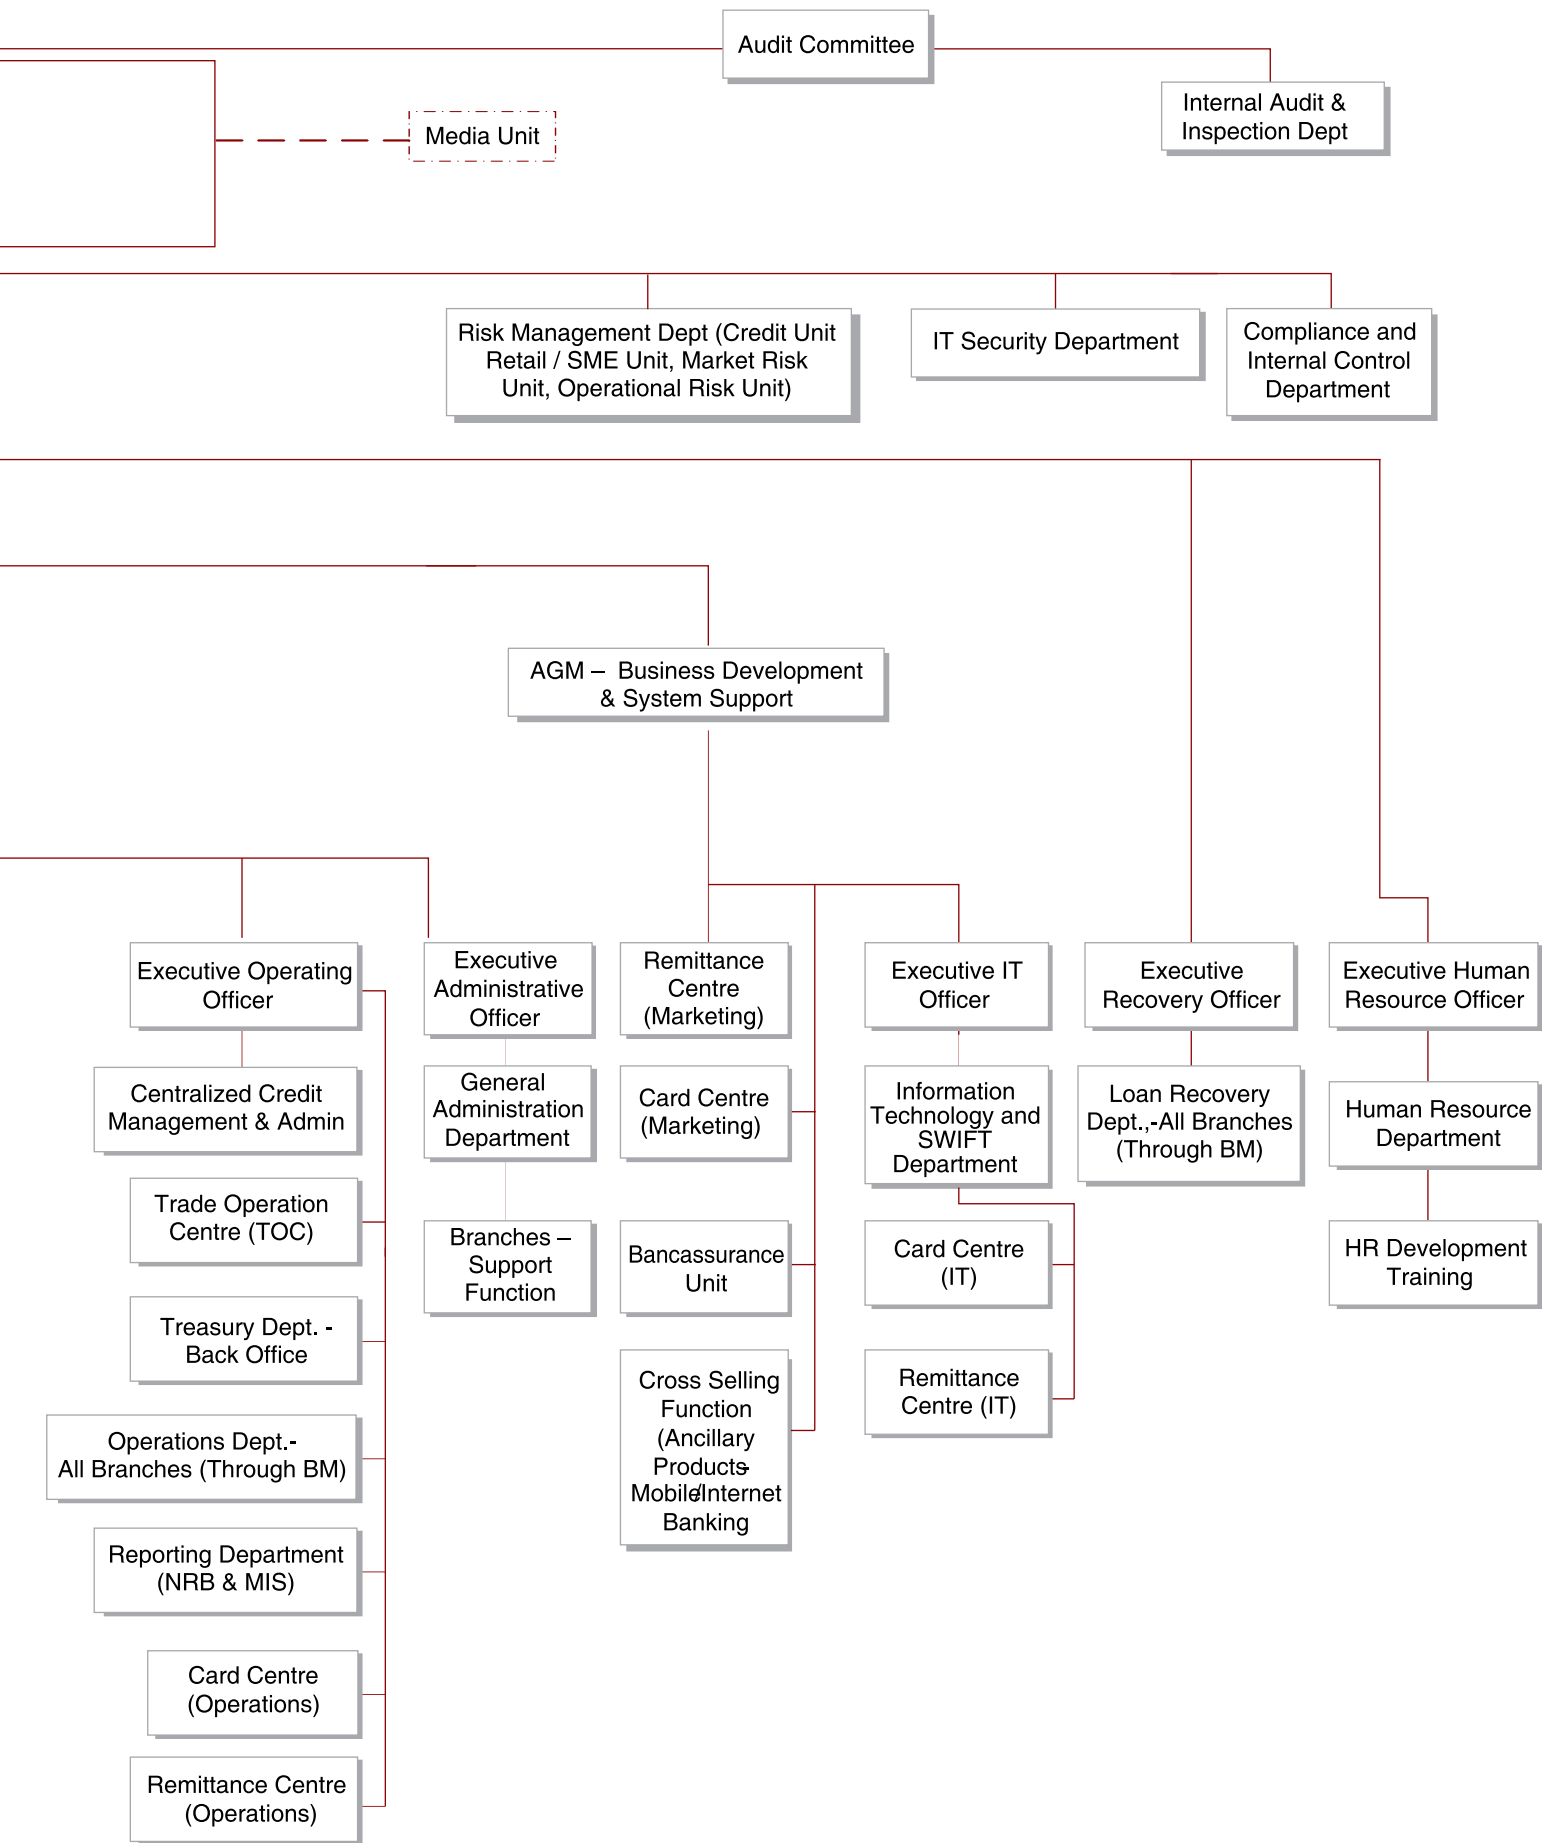 Audit Committee
Internal Audit &
Inspection Dept
Media Unit
Risk Management Dept (Credit Unit
Retail / SME Unit, Market Risk
Unit, Operational Risk Unit)
IT Security Department
Compliance and
Internal Control
Department
AGM –  Business Development
& System Support
Executive Operating
Officer
Centralized Credit
Management & Admin
Trade Operation
Centre (TOC)
Treasury Dept. -
Back Office
Operations Dept.-
All Branches (Through BM)
Reporting Department
(NRB & MIS)
Card Centre
(Operations)
Remittance Centre
(Operations)
Executive
Administrative
Officer
General
Administration
Department
Branches –
Support
Function
Remittance
Centre
(Marketing)
Card Centre
(Marketing)
Bancassurance
Unit
Cross Selling
Function
(Ancillary
Products-
Mobile/Internet
Banking
Executive IT
Officer
Information
Technology and
SWIFT
Department
Card Centre
(IT)
Remittance
Centre (IT)
Executive
Recovery Officer
Loan Recovery
Dept.,-All Branches
(Through BM)
Executive Human
Resource Officer
Human Resource
Department
HR Development
Training